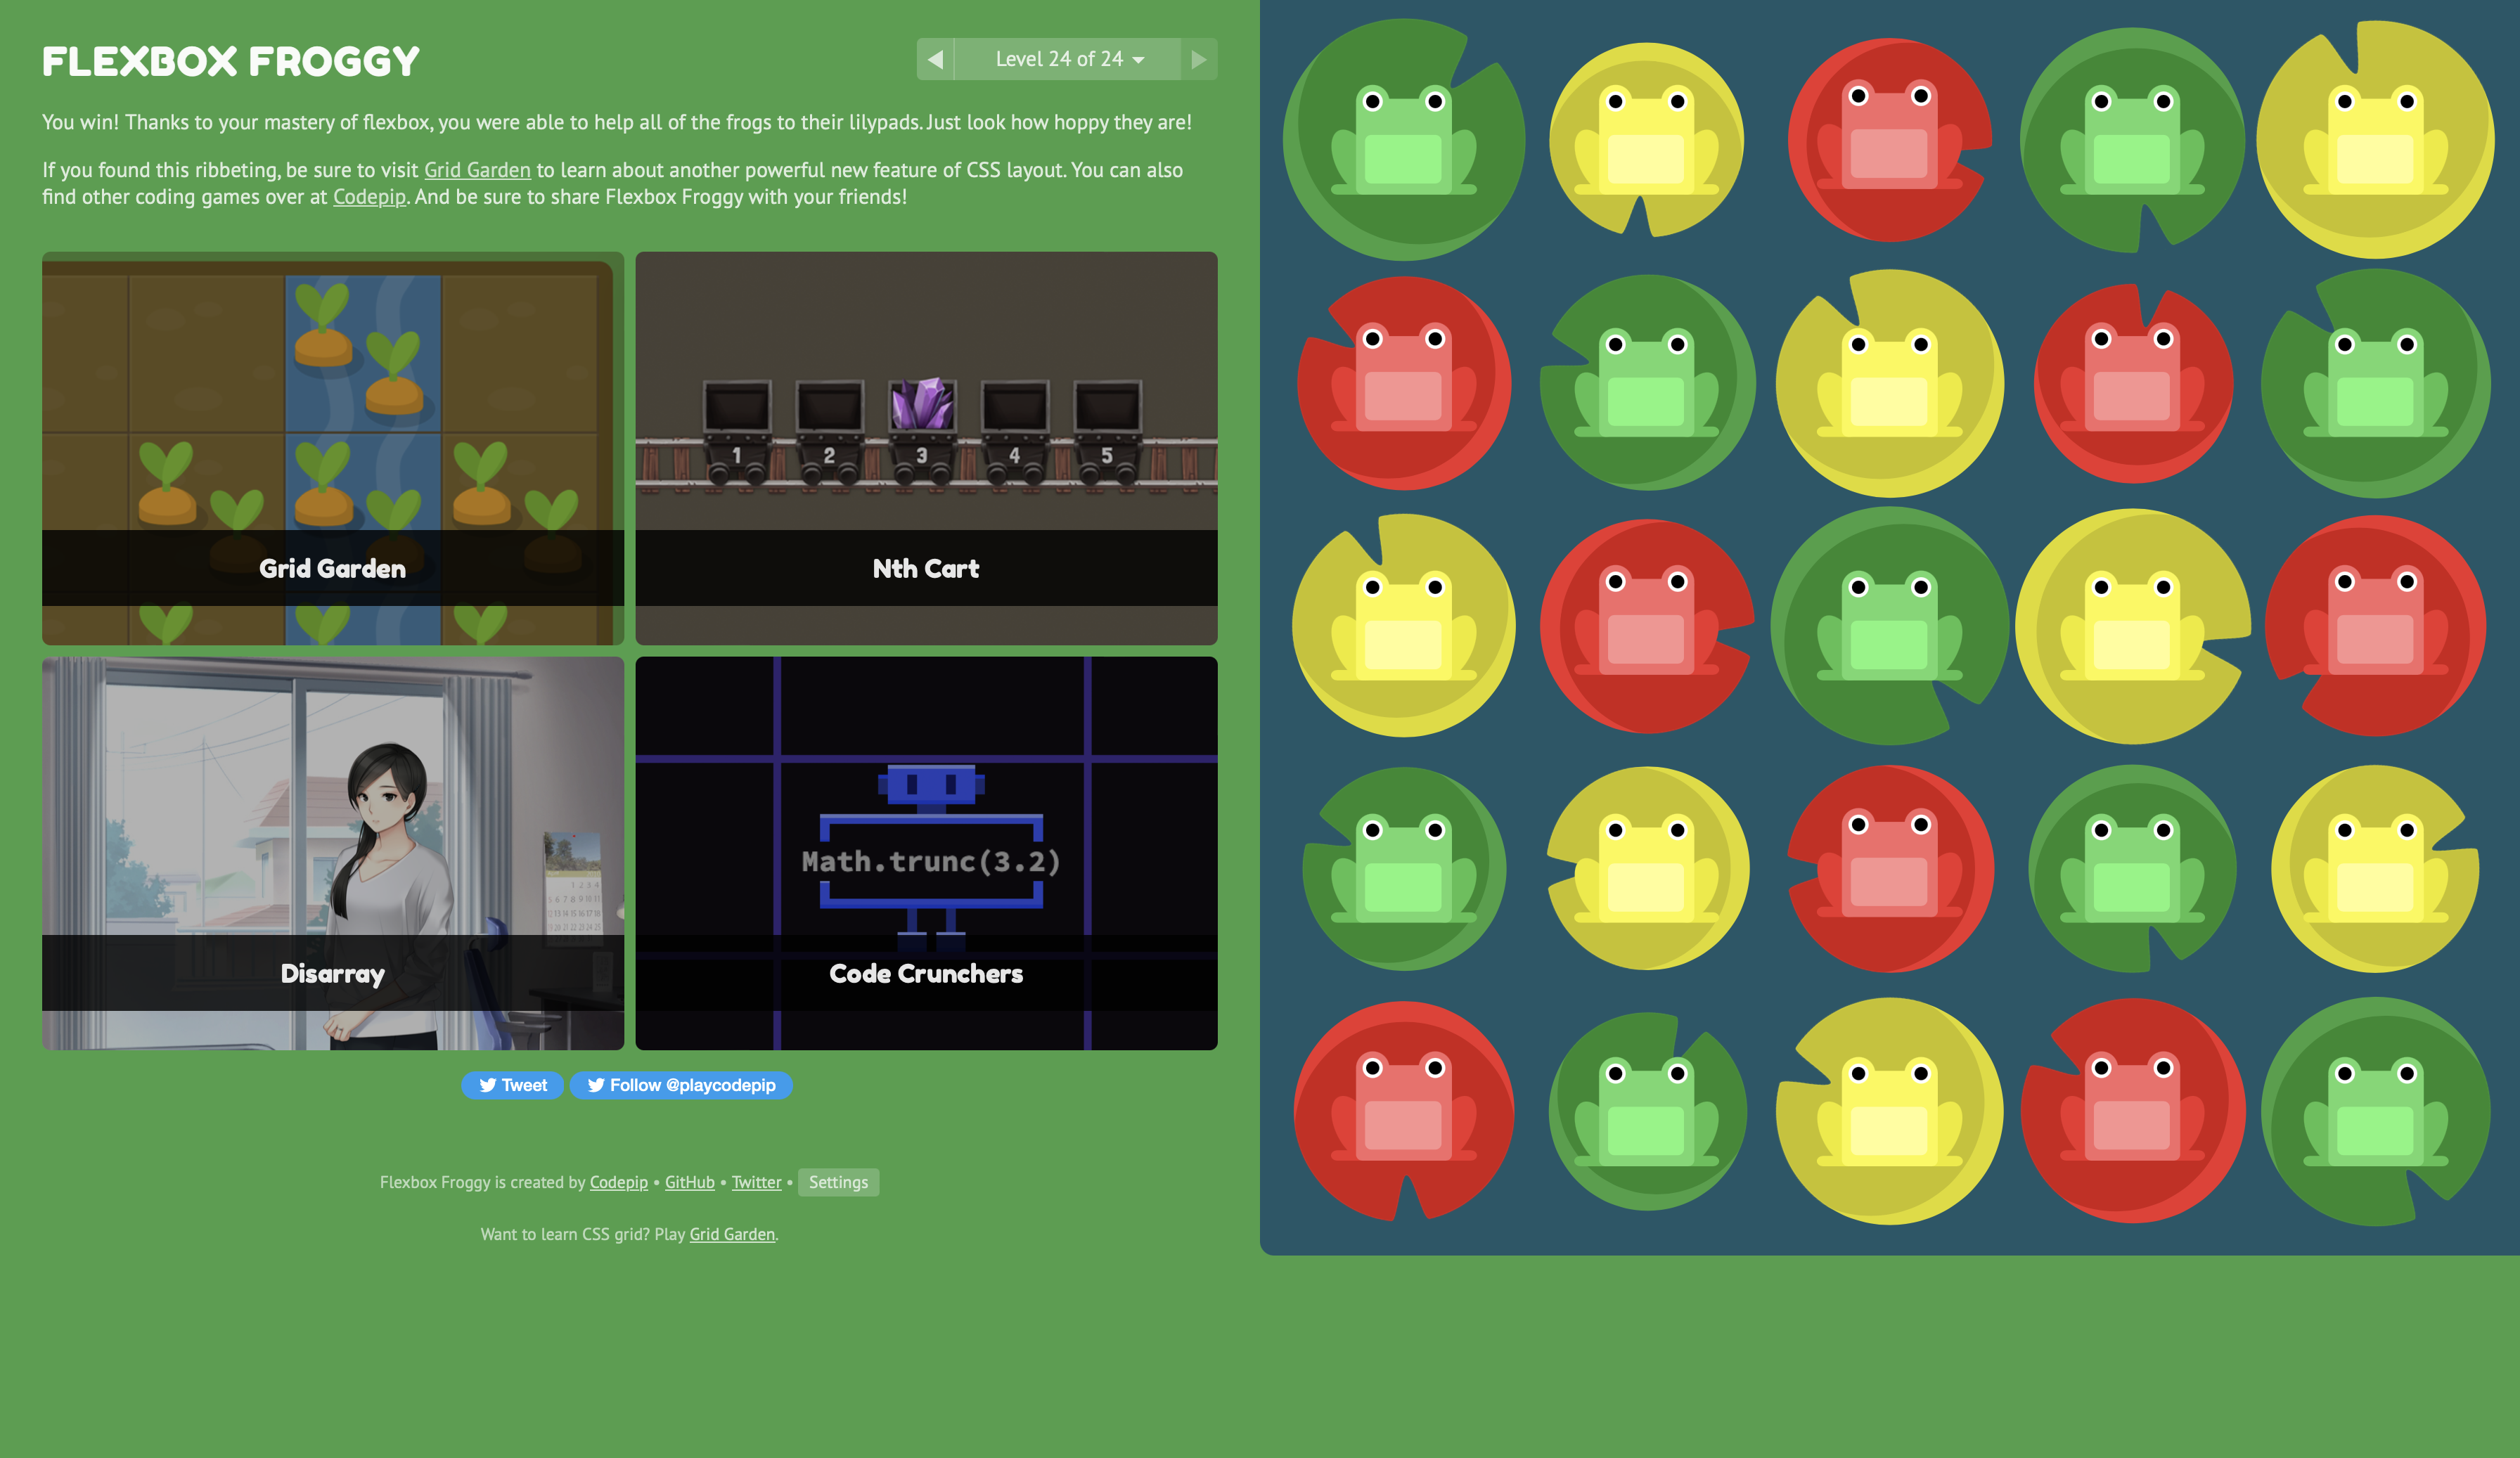 FLEXBOX FROGGY
Level 24 of 24
You win! Thanks to your mastery of flexbox, you were able to help all of the frogs to their lilypads. Just look how hoppy they are!
If you found this ribbeting, be sure to visit Grid Garden to learn about another powerful new feature of CSS layout. You can also
find other coding games over at Codepip. And be sure to share Flexbox Froggy with your friends!
1 2 3 4 5
Grid Garden
Nth Cart
Math.trunc(3.2)
Disarray
Code Crunchers
Tweet
Follow @playcodepip
Flexbox Froggy is created by Codepip • GitHub • Twitter • Settings
Want to learn CSS grid? Play Grid Garden.